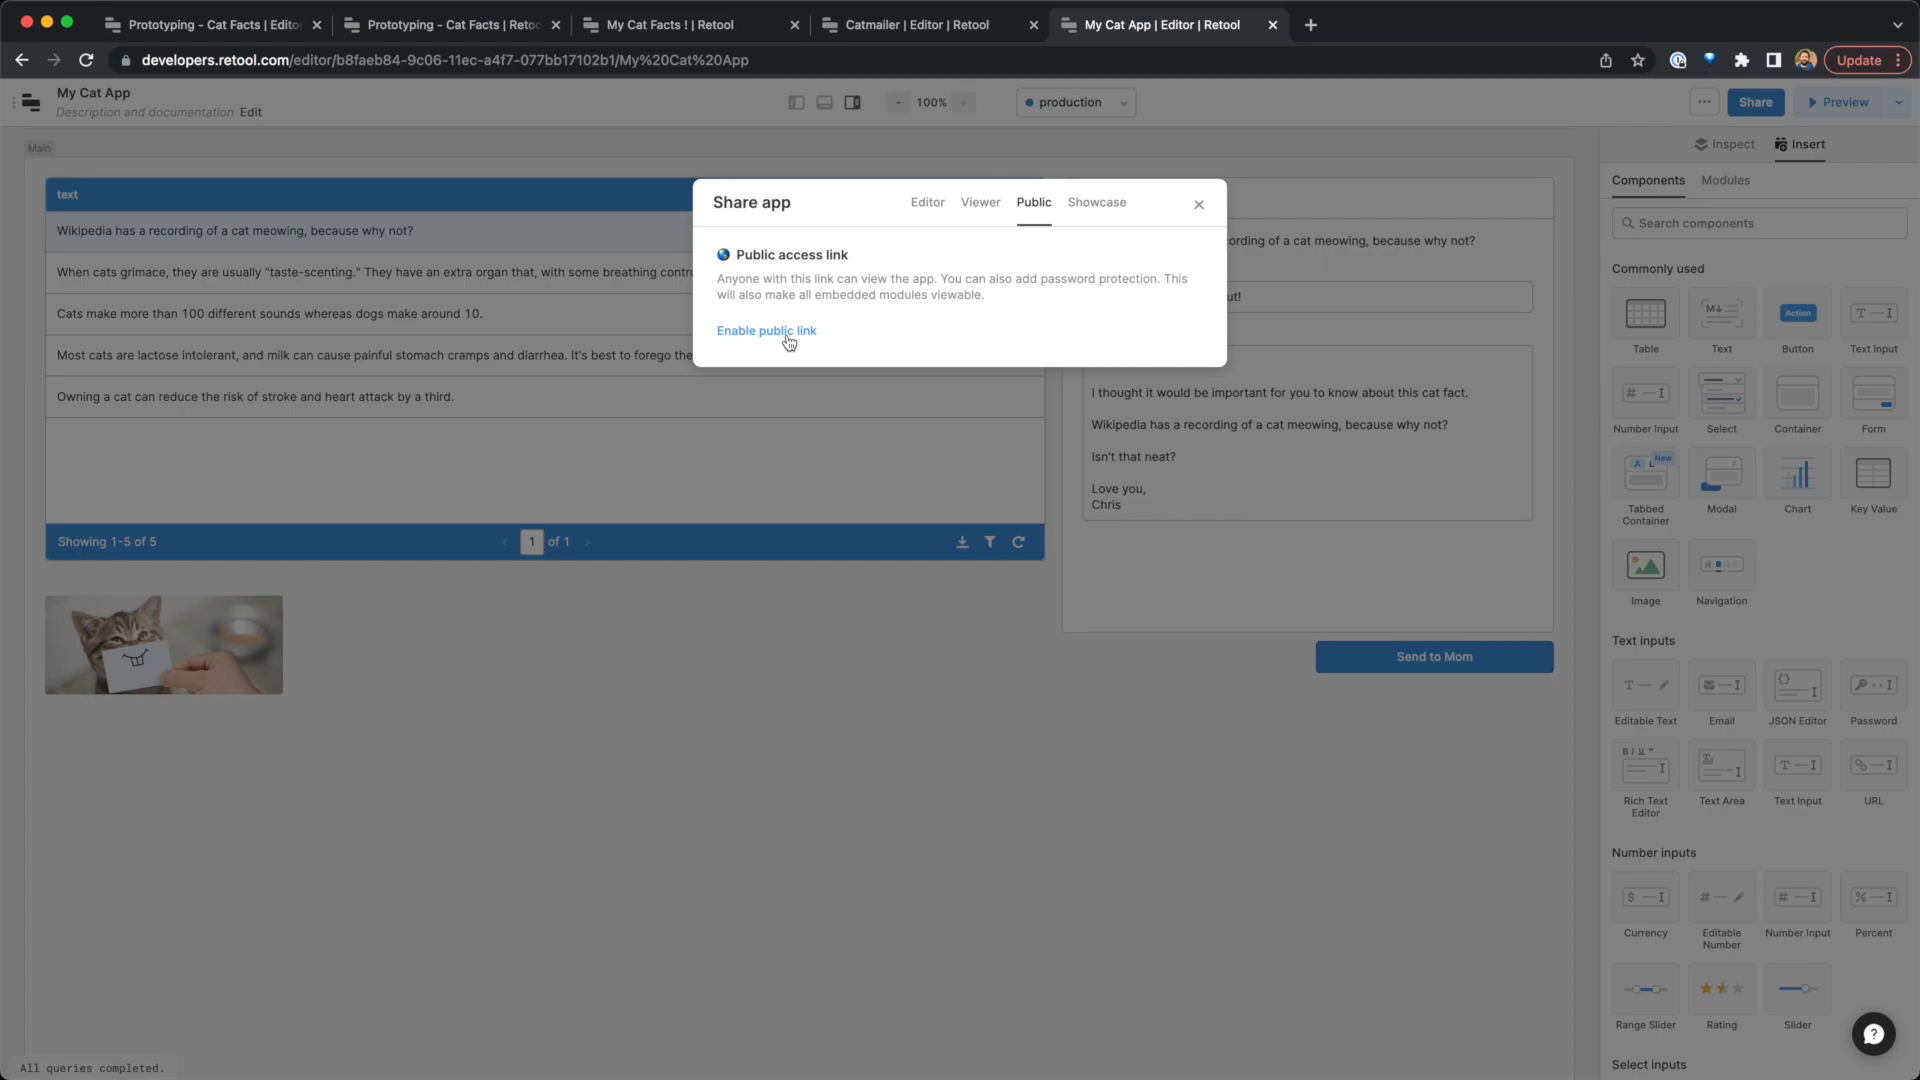 Prototyping - Cat Facts | Editor
Prototyping - Cat Facts | Retoo
My Cat Facts ! | Retool
Catmailer | Editor | Retool
My Cat App | Editor | Retool
developers.retool.com/editor/b8faeb84-9c06-11ec-a4f7-077bb17102b1/My%20Cat%20App
Update
My Cat App
Description and documentation Edit
- 100% +
production
Share
Preview
Main
text
Wikipedia has a recording of a cat meowing, because why not?
When cats grimace, they are usually "taste-scenting." They have an extra organ that, with some breathing contro
Cats make more than 100 different sounds whereas dogs make around 10.
Most cats are lactose intolerant, and milk can cause painful stomach cramps and diarrhea. It's best to forego the
Owning a cat can reduce the risk of stroke and heart attack by a third.
Showing 1-5 of 5
1 of 1
Share app
Editor
Viewer
Public
Showcase
Public access link
Anyone with this link can view the app. You can also add password protection. This
will also make all embedded modules viewable.
Enable public link
ording of a cat meowing, because why not?
ut!
I thought it would be important for you to know about this cat fact.
Wikipedia has a recording of a cat meowing, because why not?
Isn't that neat?
Love you,
Chris
Send to Mom
Inspect
Insert
Components
Modules
Search components
Commonly used
Action
Table
Text
Button
Text Input
Number Input
Select
Container
Form
New
Tabbed
Container
Modal
Chart
Key Value
Image
Navigation
Text inputs
Editable Text
Email
JSON Editor
Password
Rich Text
Editor
Text Area
Text Input
URL
Number inputs
Currency
Editable
Number
Number Input
Percent
Range Slider
Rating
Slider
Select inputs
All queries completed.